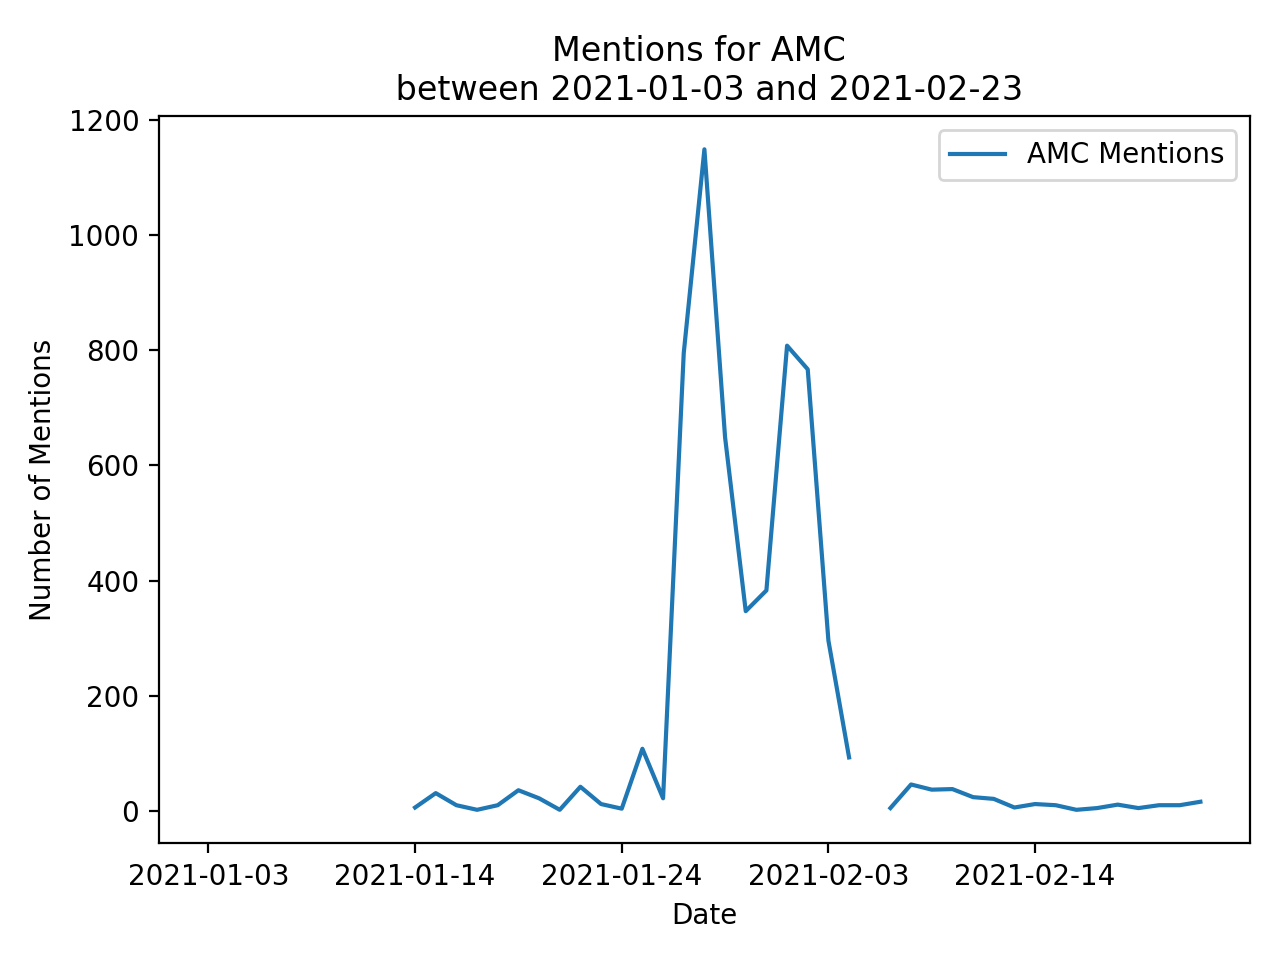 Mentions for AMC
between 2021-01-03 and 2021-02-23
AMC Mentions
Number of Mentions
1200
1000
800
600
400
200
0
2021-01-03 2021-01-14 2021-01-24 2021-02-03 2021-02-14
Date